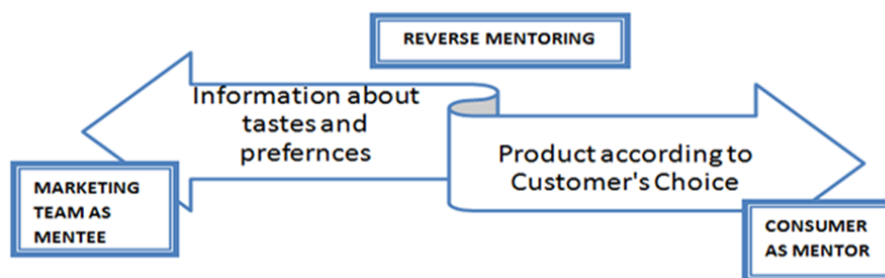 REVERSE MENTORING
Information about
tastes and
prefernces
Product according to
Customer's Choice
MARKETING
TEAM AS
MENTEE
CONSUMER
AS MENTOR